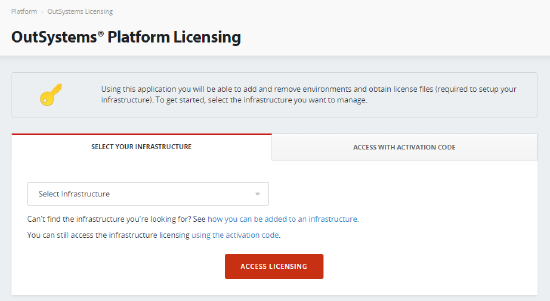 Platform › OutSystems Licensing
OutSystems® Platform Licensing
Using this application you will be able to add and remove environments and obtain license files (required to setup your
infrastructure). To get started, select the infrastructure you want to manage.
SELECT YOUR INFRASTRUCTURE
ACCESS WITH ACTIVATION CODE
Select Infrastructure
Can't find the infrastructure you're looking for? See how you can be added to an infrastructure.
You can still access the infrastructure licensing using the activation code.
ACCESS LICENSING